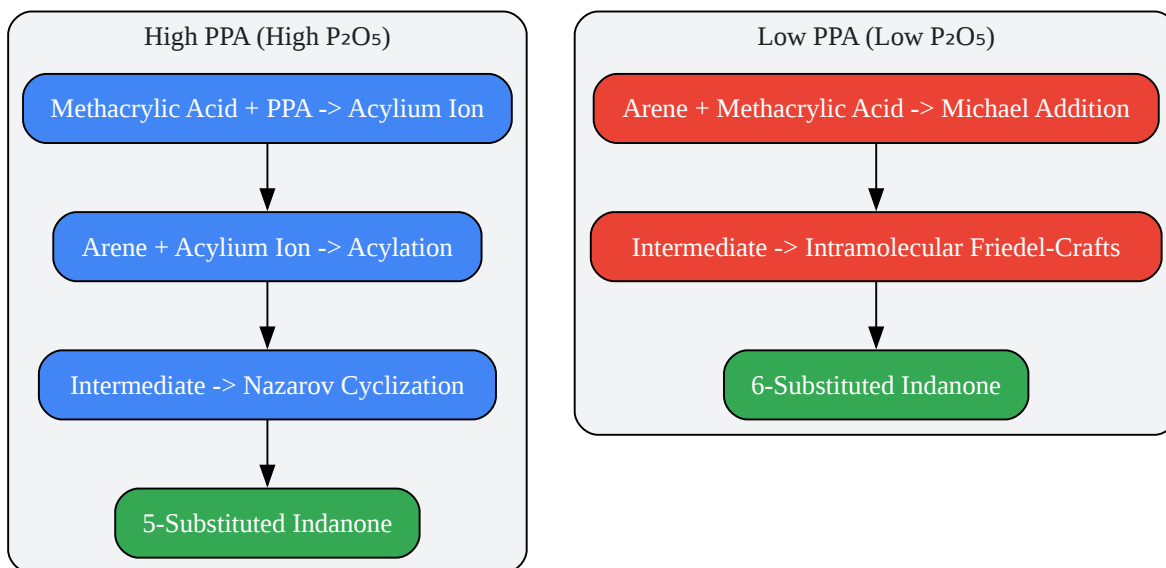 High PPA (High P₂O₅)
Methacrylic Acid + PPA -> Acylium Ion
Arene + Acylium Ion -> Acylation
Intermediate -> Nazarov Cyclization
5-Substituted Indanone
Low PPA (Low P₂O₅)
Arene + Methacrylic Acid -> Michael Addition
Intermediate -> Intramolecular Friedel-Crafts
6-Substituted Indanone